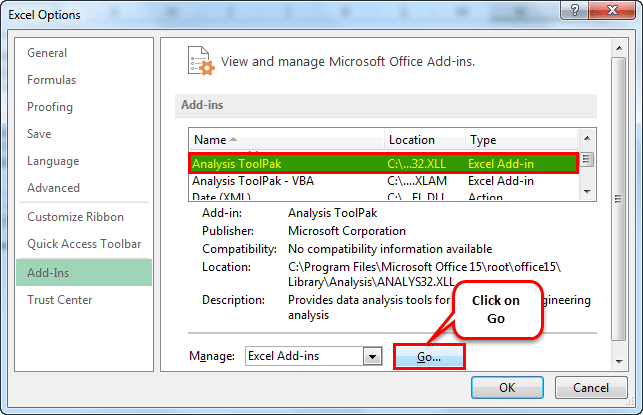 Excel Options
General
Formulas
Proofing
Save
Language
Advanced
Customize Ribbon
Quick Access Toolbar
Add-Ins
Trust Center
View and manage Microsoft Office Add-ins.
Add-ins
Name Location Type
Analysis ToolPak C:\...32.XLL Excel Add-in
Analysis ToolPak - VBA C:\....XLAM Excel Add-in
Date (XML) C:\... FL.DLL Action
Add-in: Analysis ToolPak
Publisher: Microsoft Corporation
Compatibility: No compatibility information available
Location: C:\Program Files\Microsoft Office 15\root\office15\
Library\Analysis\ANALYS32.XLL
Description: Provides data analysis tools for gineering
analysis
Click on
Go
Manage: Excel Add-ins Go...
OK Cancel